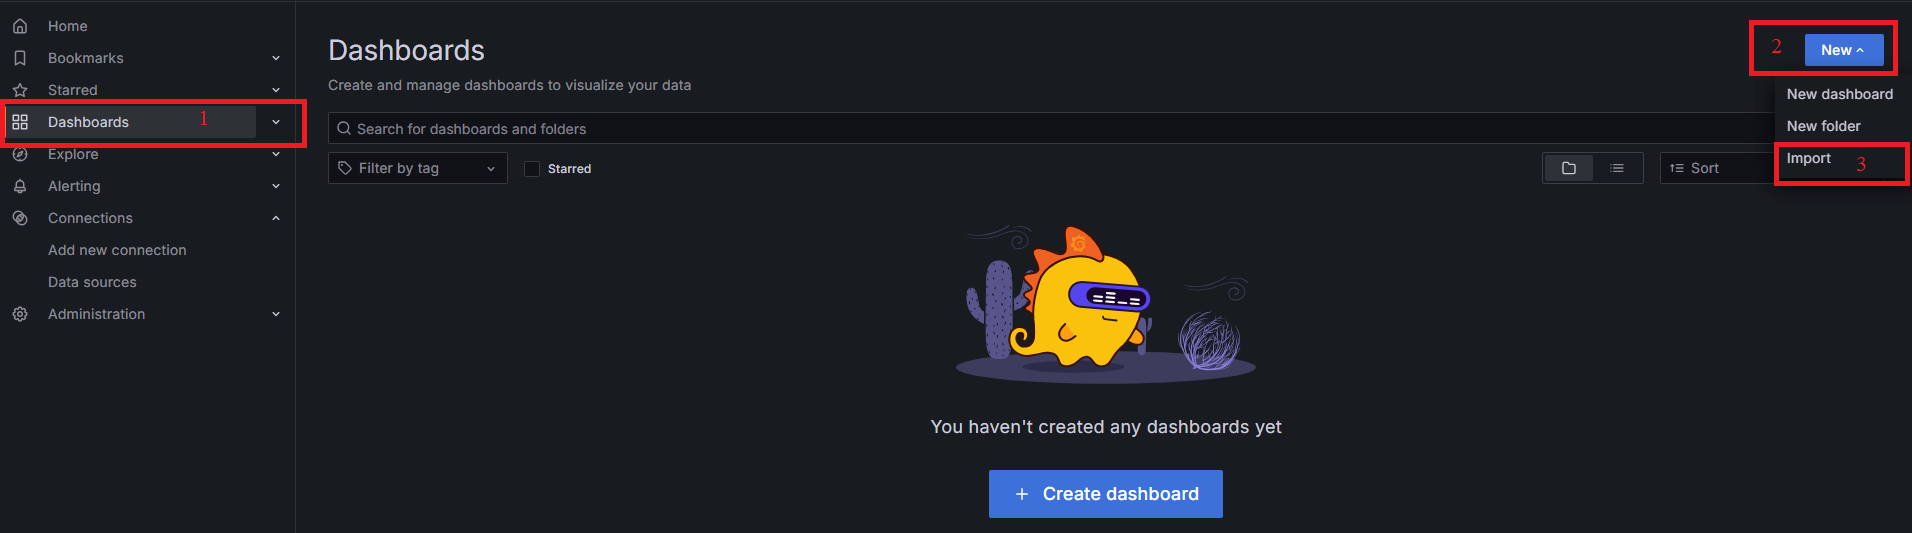 Home
Bookmarks
Starred
Dashboards 1
Explore
Alerting
Connections
Add new connection
Data sources
Administration
Dashboards
Create and manage dashboards to visualize your data
2 New
New dashboard
New folder
Import 3
Search for dashboards and folders
Filter by tag
Starred
Sort
You haven't created any dashboards yet
+ Create dashboard